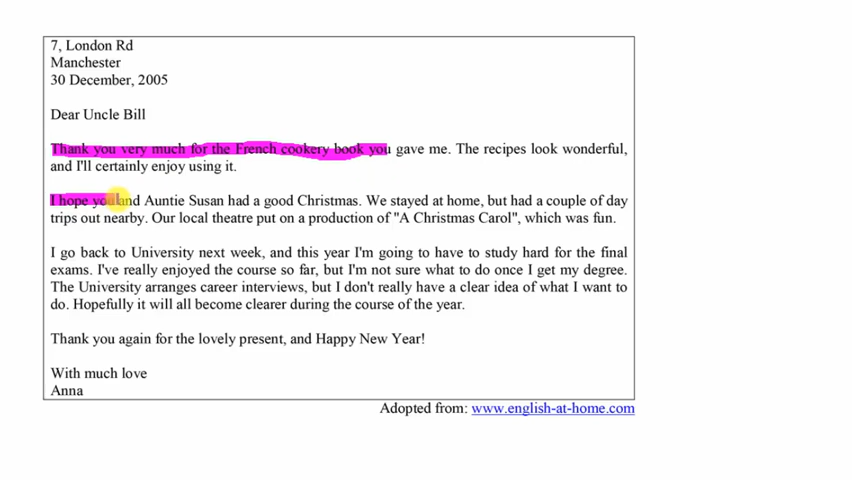 7, London Rd
Manchester
30 December, 2005
Dear Uncle Bill
Thank you very much for the French cookery book you gave me. The recipes look wonderful,
and I'll certainly enjoy using it.
I hope you and Auntie Susan had a good Christmas. We stayed at home, but had a couple of day
trips out nearby. Our local theatre put on a production of "A Christmas Carol", which was fun.
I go back to University next week, and this year I'm going to have to study hard for the final
exams. I've really enjoyed the course so far, but I'm not sure what to do once I get my degree.
The University arranges career interviews, but I don't really have a clear idea of what I want to
do. Hopefully it will all become clearer during the course of the year.
Thank you again for the lovely present, and Happy New Year!
With much love
Anna
Adopted from: www.english-at-home.com